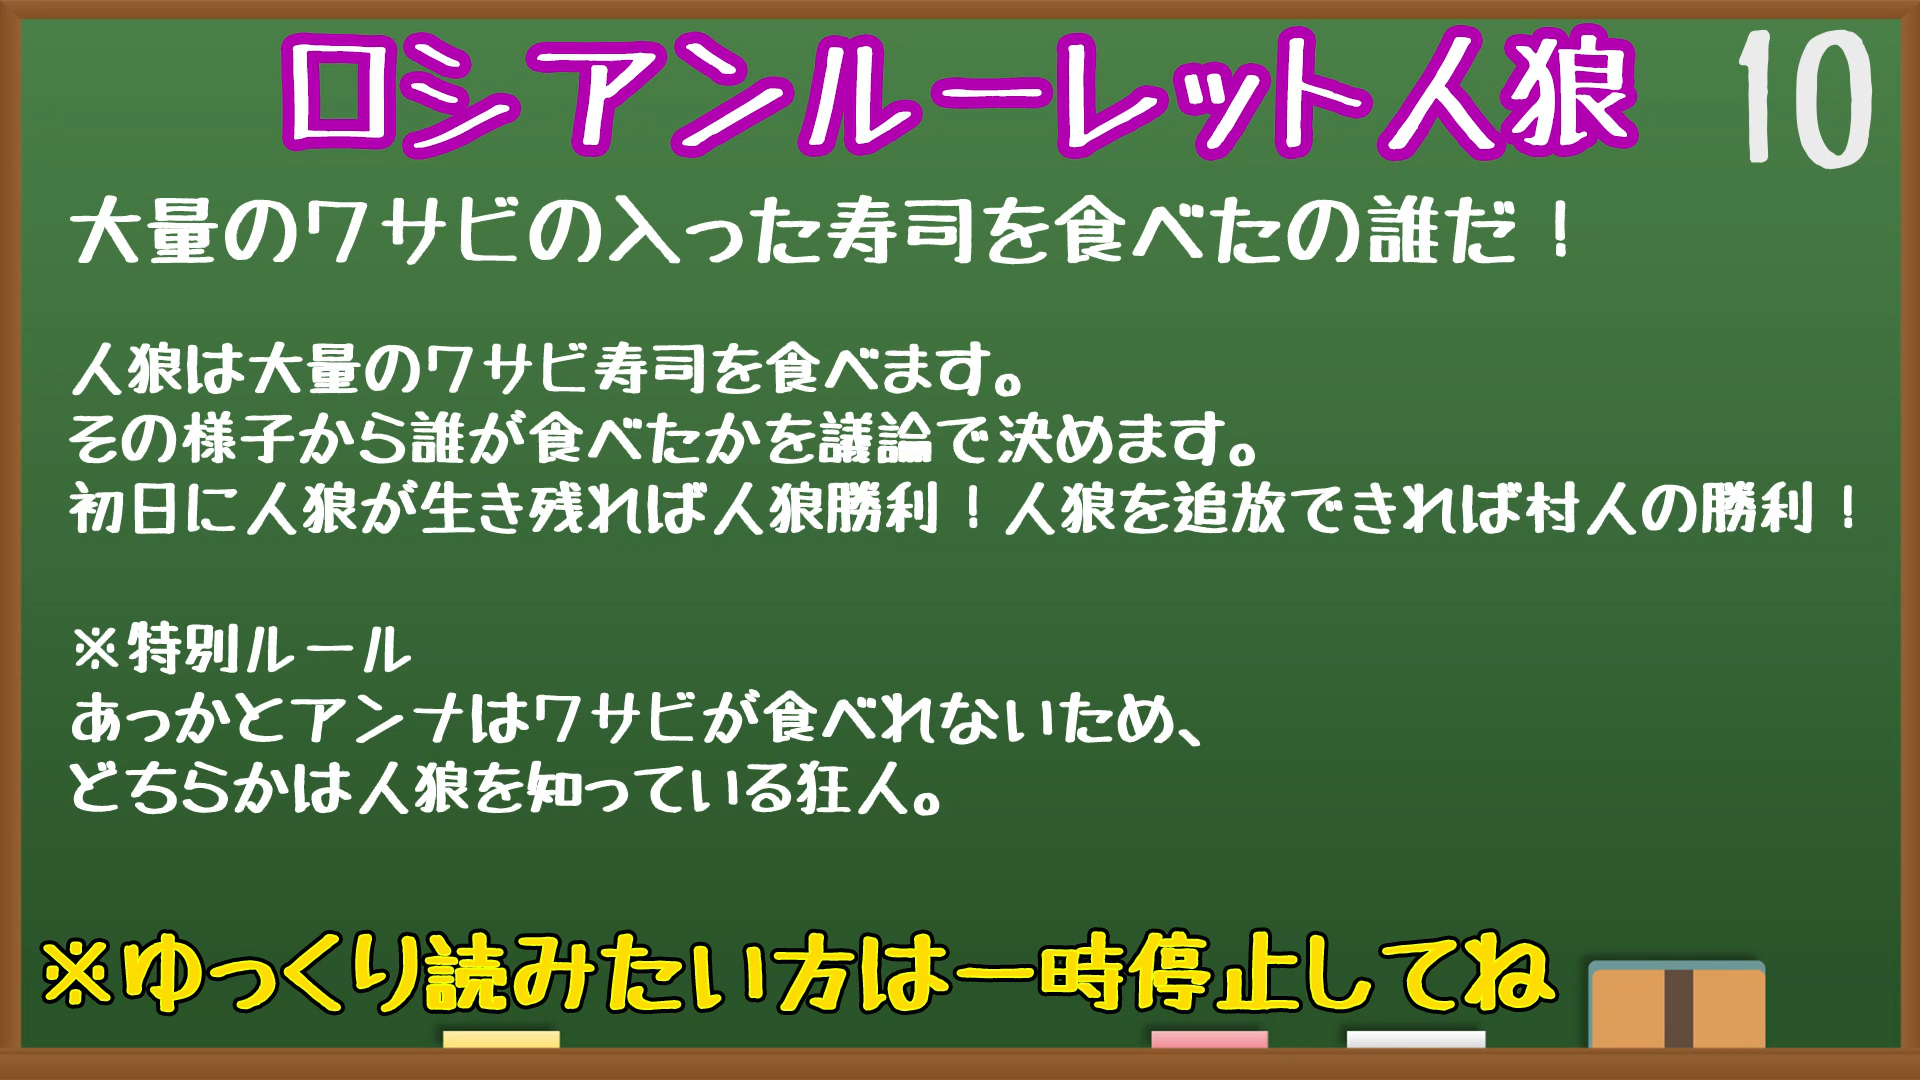 ロシアンルーレット人狼 10
大量のワサビの入った寿司を食べたの誰だ！
人狼は大量のワサビ寿司を食べます。
その様子から誰が食べたかを議論で決めます。
初日に人狼が生き残れば人狼勝利！人狼を追放できれば村人の勝利！
※特別ルール
あっかとアンナはワサビが食べれないため、
どちらかは人狼を知っている狂人。
※ゆっくり読みたい方は一時停止してね